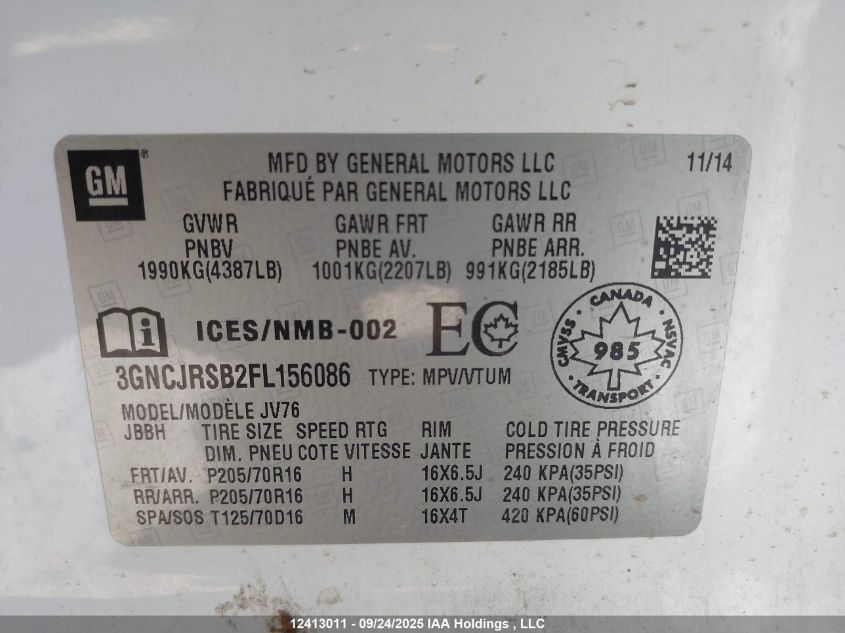 GM ®
MFD BY GENERAL MOTORS LLC 11/14
FABRIQUÉ PAR GENERAL MOTORS LLC
GVWR GAWR FRT GAWR RR
PNBV PNBE AV. PNBE ARR.
1990KG(4387LB) 1001KG(2207LB) 991KG(2185LB)
i ICES/NMB-002 EC
CANADA
CMVSS 985 NSVAC
3GNCJRSB2FL156086 TYPE: MPV/VTUM
MODEL/MODÈLE JV76
JBBH TIRE SIZE SPEED RTG RIM COLD TIRE PRESSURE
DIM. PNEU COTE VITESSE JANTE PRESSION À FROID
FRT/AV. P205/70R16 H 16X6.5J 240 KPA(35PSI)
RR/ARR. P205/70R16 H 16X6.5J 240 KPA(35PSI)
SPA/SOS T125/70D16 M 16X4T 420 KPA(60PSI)
12413011 - 09/24/2025 IAA Holdings , LLC